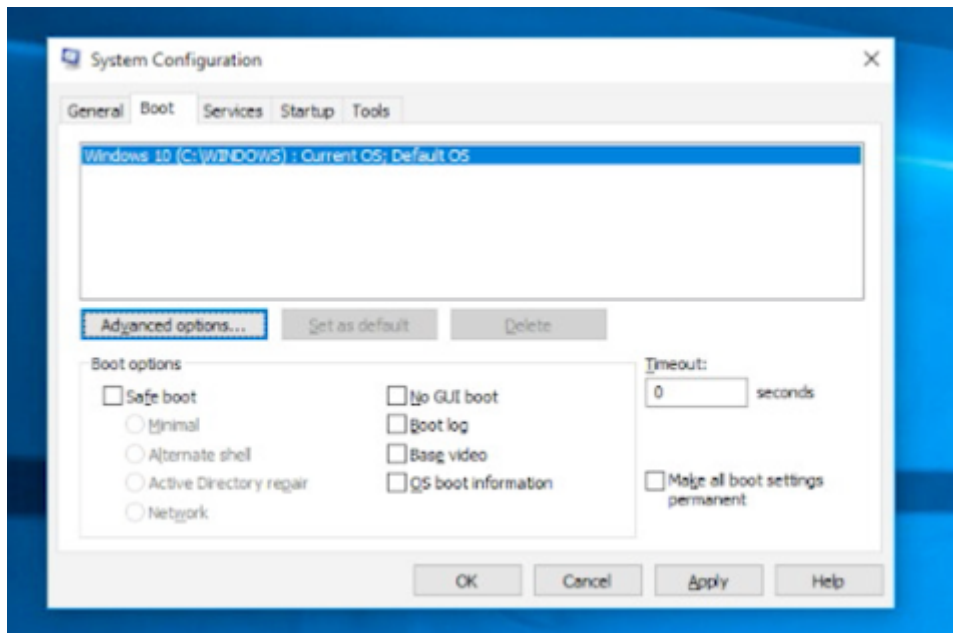 System Configuration
General Boot Services Startup Tools
Windows 10 (C:\WINDOWS) : Current OS; Default OS
Advanced options... Set as default Delete
Boot options
Safe boot
Minimal
Alternate shell
Active Directory repair
Network
No GUI boot
Boot log
Base video
OS boot information
Timeout:
0 seconds
Make all boot settings
permanent
OK Cancel Apply Help